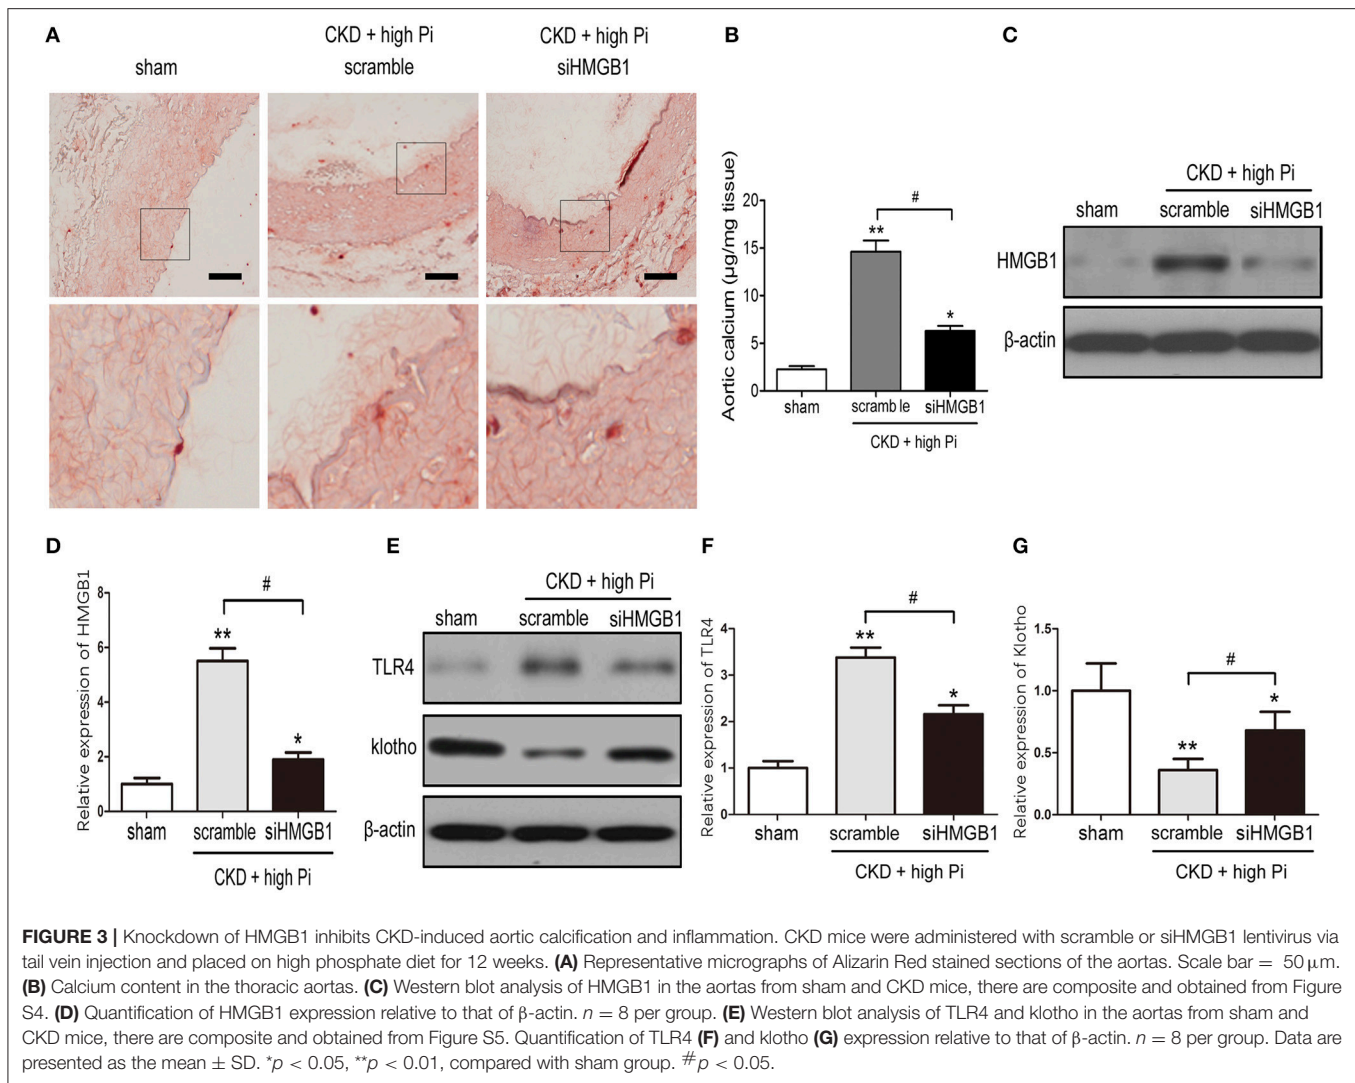 A
CKD + high Pi
CKD + high Pi
sham
scramble
siHMGB1
B
Aortic calcium (µg/mg tissue)
20
15
10
5
0
**
#
*
sham
scramble
siHMGB1
CKD + high Pi
C
CKD + high Pi
sham
scramble
siHMGB1
HMGB1
β-actin
D
Relative expression of HMGB1
8
6
4
2
0
**
#
*
sham
scramble
siHMGB1
CKD + high Pi
E
CKD + high Pi
sham
scramble
siHMGB1
TLR4
klotho
β-actin
F
Relative expression of TLR4
4
3
2
1
0
**
#
*
sham
scramble
siHMGB1
CKD + high Pi
G
Relative expression of Klotho
1.5
1.0
0.5
0.0
**
#
*
sham
scramble
siHMGB1
CKD + high Pi
FIGURE 3 | Knockdown of HMGB1 inhibits CKD-induced aortic calcification and inflammation. CKD mice were administered with scramble or siHMGB1 lentivirus via
tail vein injection and placed on high phosphate diet for 12 weeks. (A) Representative micrographs of Alizarin Red stained sections of the aortas. Scale bar = 50 µm.
(B) Calcium content in the thoracic aortas. (C) Western blot analysis of HMGB1 in the aortas from sham and CKD mice, there are composite and obtained from Figure
S4. (D) Quantification of HMGB1 expression relative to that of β-actin. n = 8 per group. (E) Western blot analysis of TLR4 and klotho in the aortas from sham and
CKD mice, there are composite and obtained from Figure S5. Quantification of TLR4 (F) and klotho (G) expression relative to that of β-actin. n = 8 per group. Data are
presented as the mean ± SD. *p < 0.05, **p < 0.01, compared with sham group. #p < 0.05.